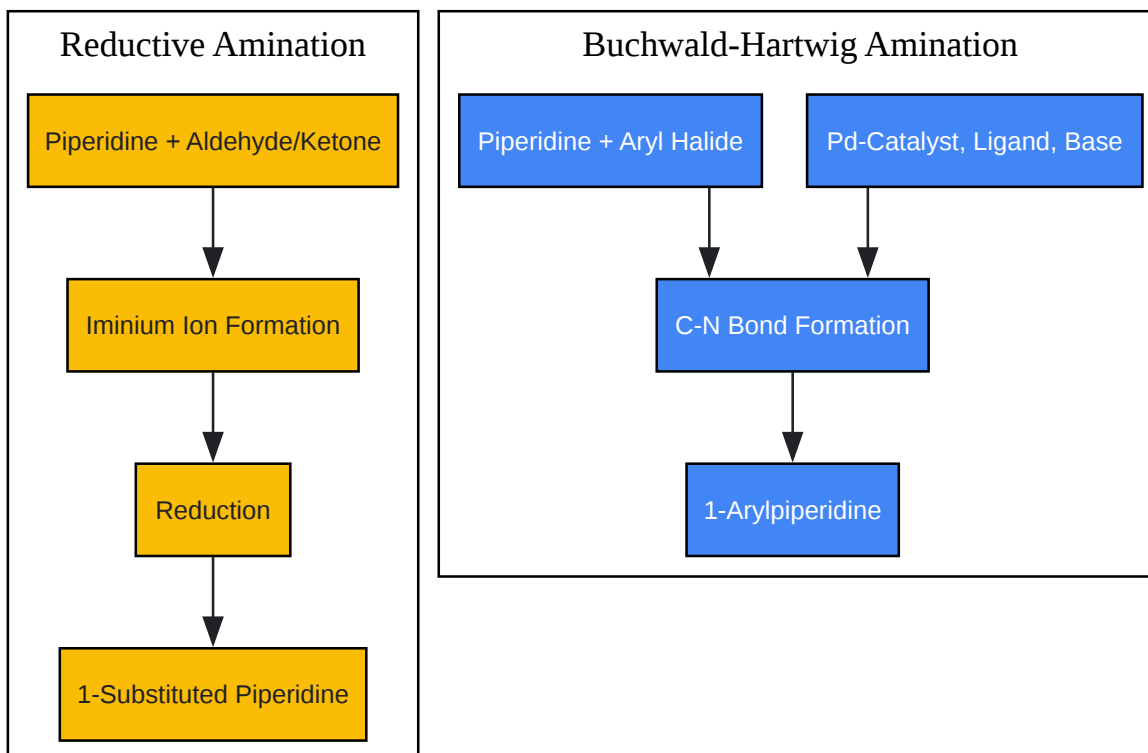 Reductive Amination
Piperidine + Aldehyde/Ketone
Iminium Ion Formation
Reduction
1-Substituted Piperidine
Buchwald-Hartwig Amination
Piperidine + Aryl Halide
Pd-Catalyst, Ligand, Base
C-N Bond Formation
1-Arylpiperidine